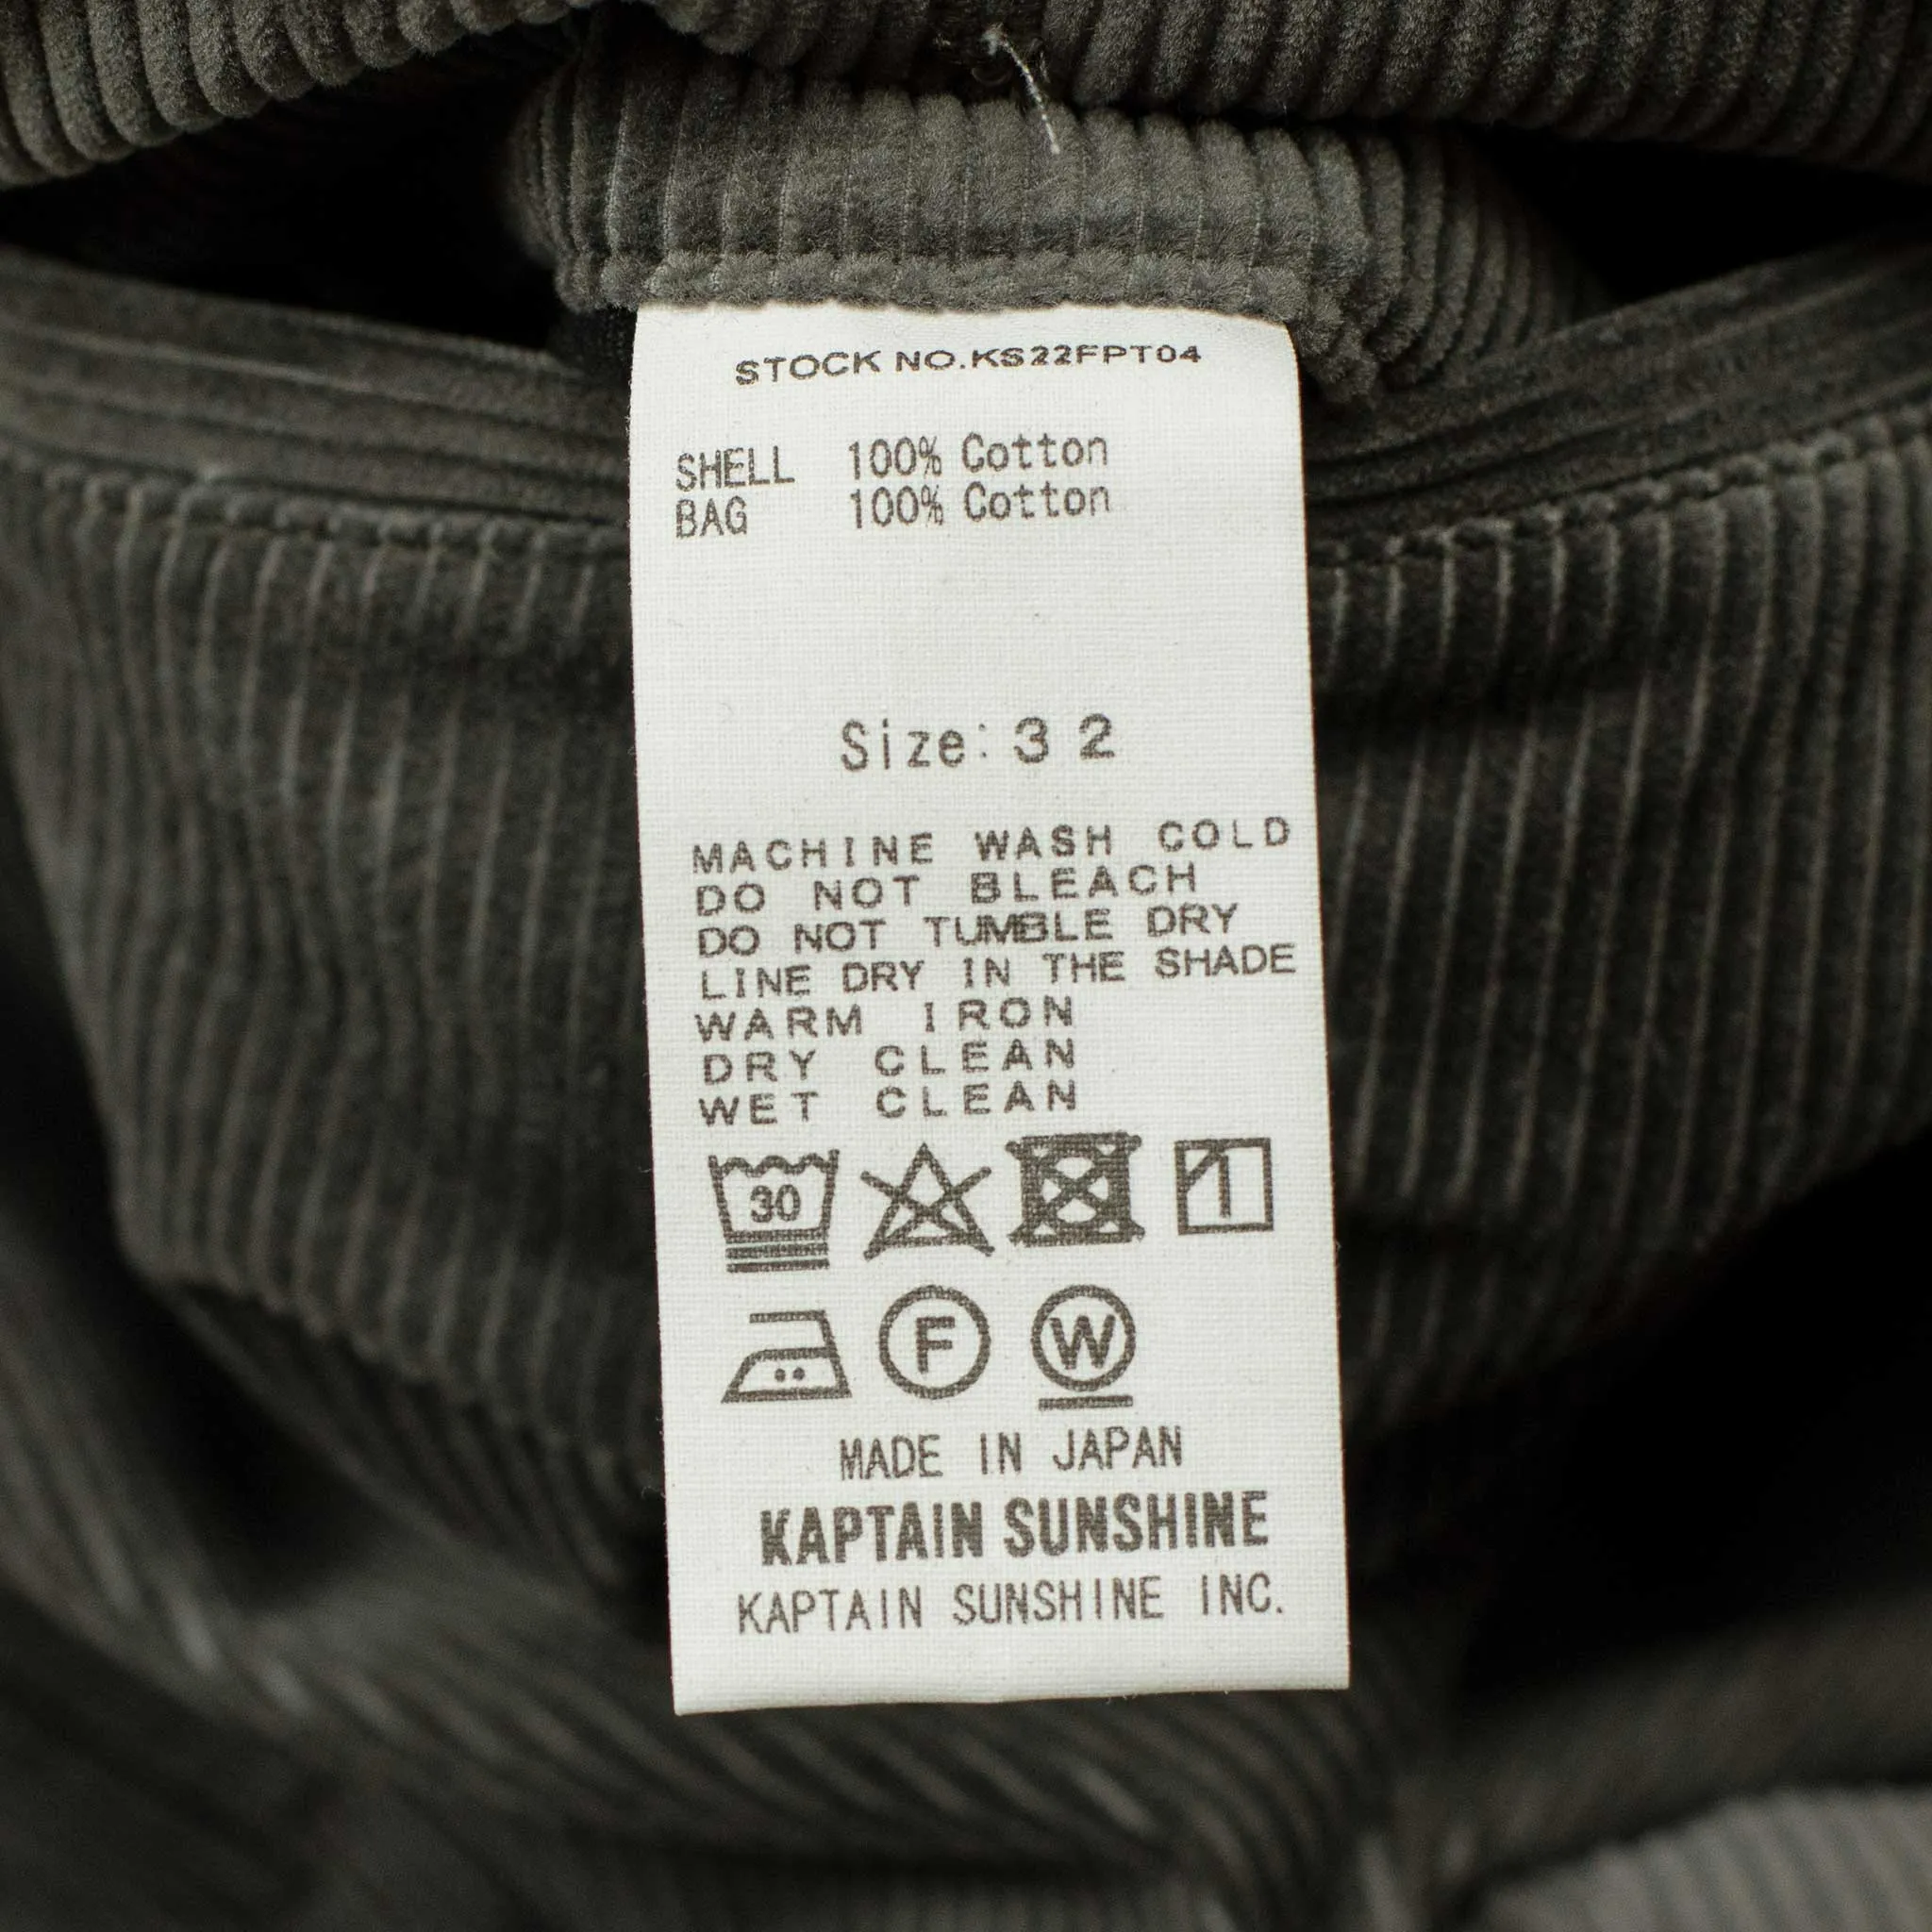 STOCK NO.KS22FPT04
SHELL 100% Cotton
BAG 100% Cotton
Size: 32
MACHINE WASH COLD
DO NOT BLEACH
DO NOT TUMBLE DRY
LINE DRY IN THE SHADE
WARM IRON
DRY CLEAN
WET CLEAN
30
F W
MADE IN JAPAN
KAPTAIN SUNSHINE
KAPTAIN SUNSHINE INC.